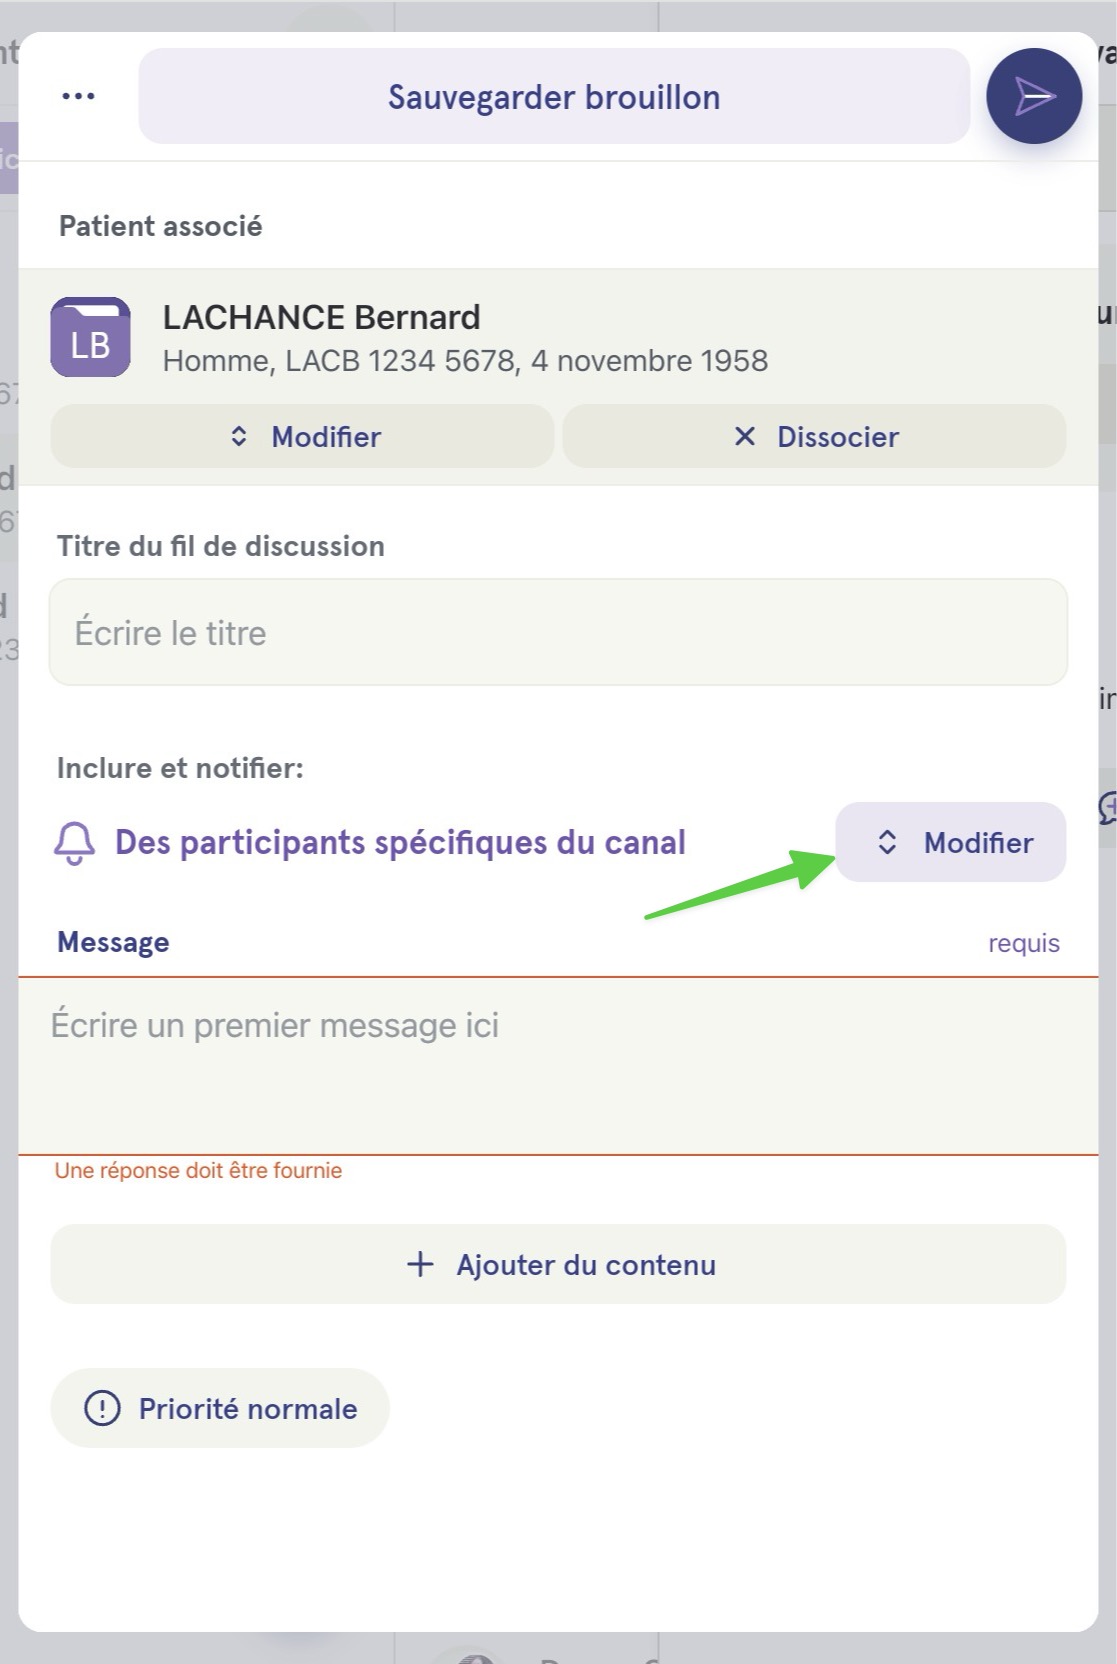 Sauvegarder brouillon
Patient associé
LB
LACHANCE Bernard
Homme, LACB 1234 5678, 4 novembre 1958
Modifier
Dissocier
Titre du fil de discussion
Écrire le titre
Inclure et notifier:
Des participants spécifiques du canal
Modifier
Message
requis
Écrire un premier message ici
Une réponse doit être fournie
Ajouter du contenu
Priorité normale